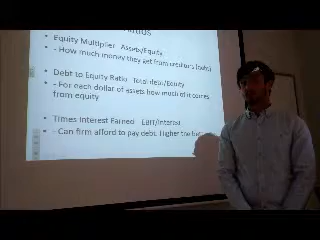 Equity Multiplier Assets/Equity
- How much money they get from creditors (debt)
Debt to Equity Ratio Total debt/Equity
- For each dollar of assets how much of it comes
from equity
Times Interest Earned EBIT/Interest
- Can firm afford to pay debt. Higher the